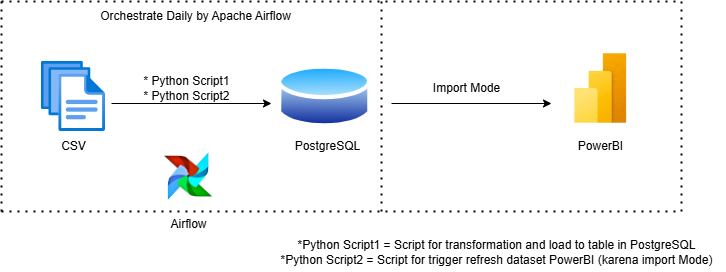 Orchestrate Daily by Apache Airflow
* Python Script1
* Python Script2
Import Mode
CSV
PostgreSQL
PowerBI
Airflow
*Python Script1 = Script for transformation and load to table in PostgreSQL
*Python Script2 = Script for trigger refresh dataset PowerBI (karena import Mode)